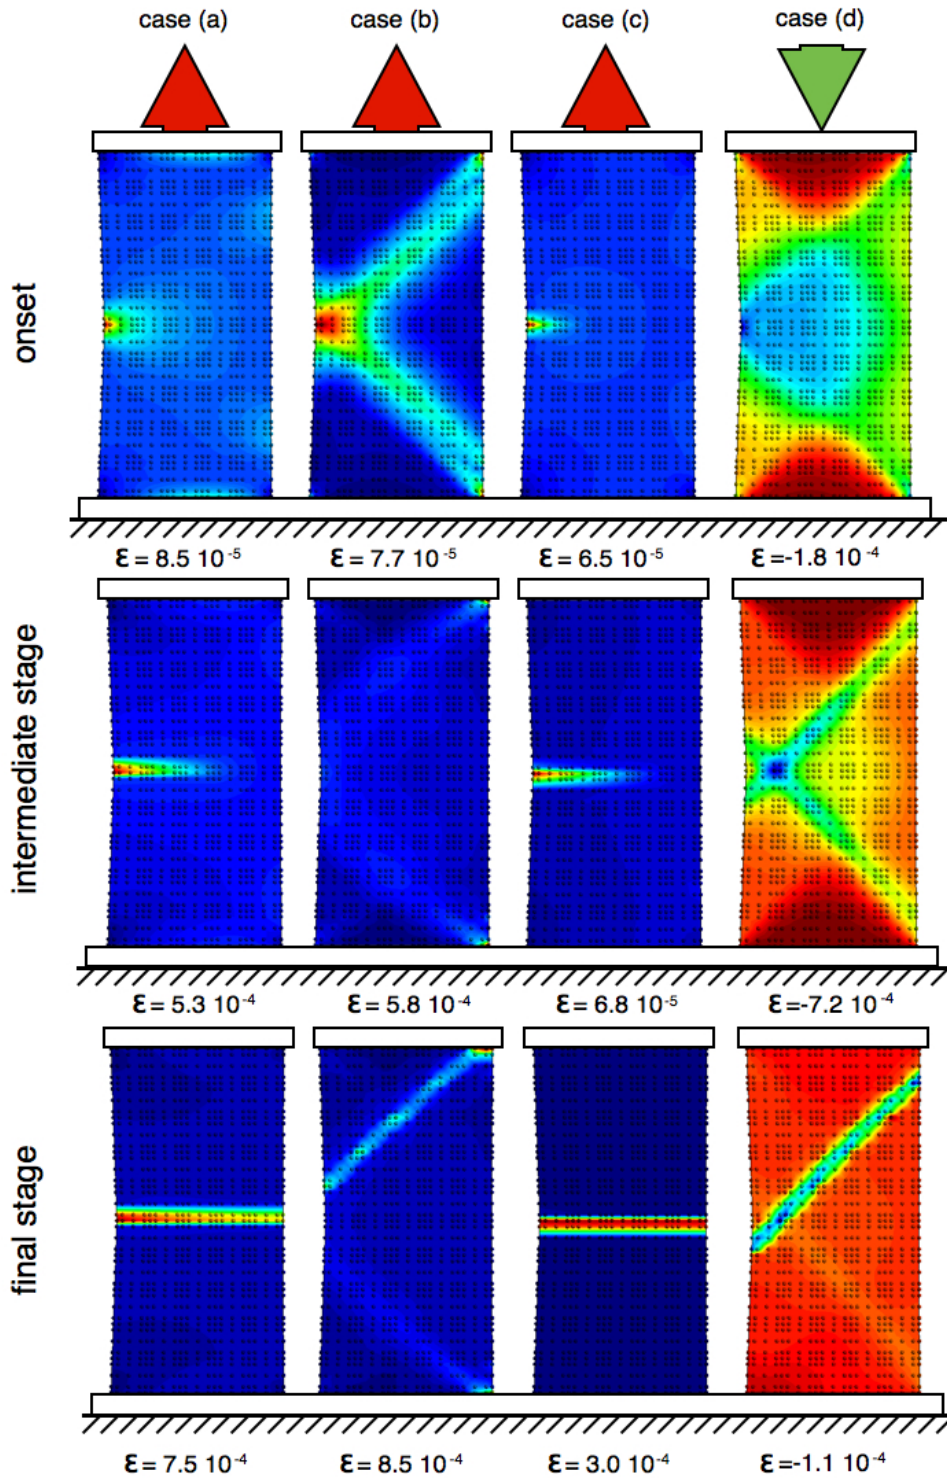 case (a) case (b) case (c) case (d)
onset
ε= 8.5 10⁻⁵ ε= 7.7 10⁻⁵ ε= 6.5 10⁻⁵ ε=-1.8 10⁻⁴
intermediate stage
ε= 5.3 10⁻⁴ ε= 5.8 10⁻⁴ ε= 6.8 10⁻⁵ ε=-7.2 10⁻⁴
final stage
ε= 7.5 10⁻⁴ ε= 8.5 10⁻⁴ ε= 3.0 10⁻⁴ ε=-1.1 10⁻⁴